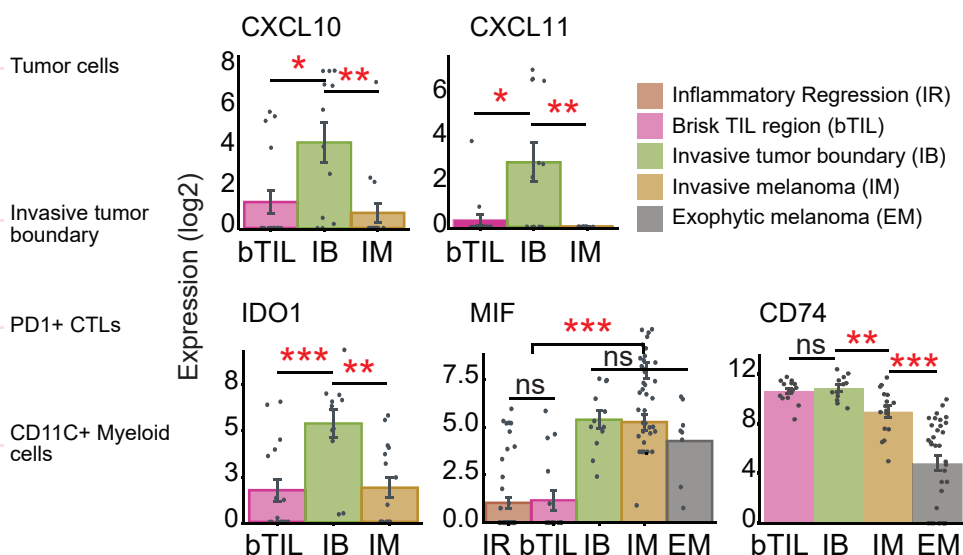 CXCL10
CXCL11
Tumor cells
Invasive tumor
boundary
PD1+ CTLs
CD11C+ Myeloid
cells
Expression (log2)
8
6
4
2
0
* **
bTIL IB IM
6
4
2
0
* **
bTIL IB IM
Inflammatory Regression (IR)
Brisk TIL region (bTIL)
Invasive tumor boundary (IB)
Invasive melanoma (IM)
Exophytic melanoma (EM)
IDO1
8
5
3
0
*** **
bTIL IB IM
MIF
7.5
5.0
2.5
0.0
***
ns
ns
IR bTIL IB IM EM
CD74
12
8
4
0
ns
**
***
bTIL IB IM EM